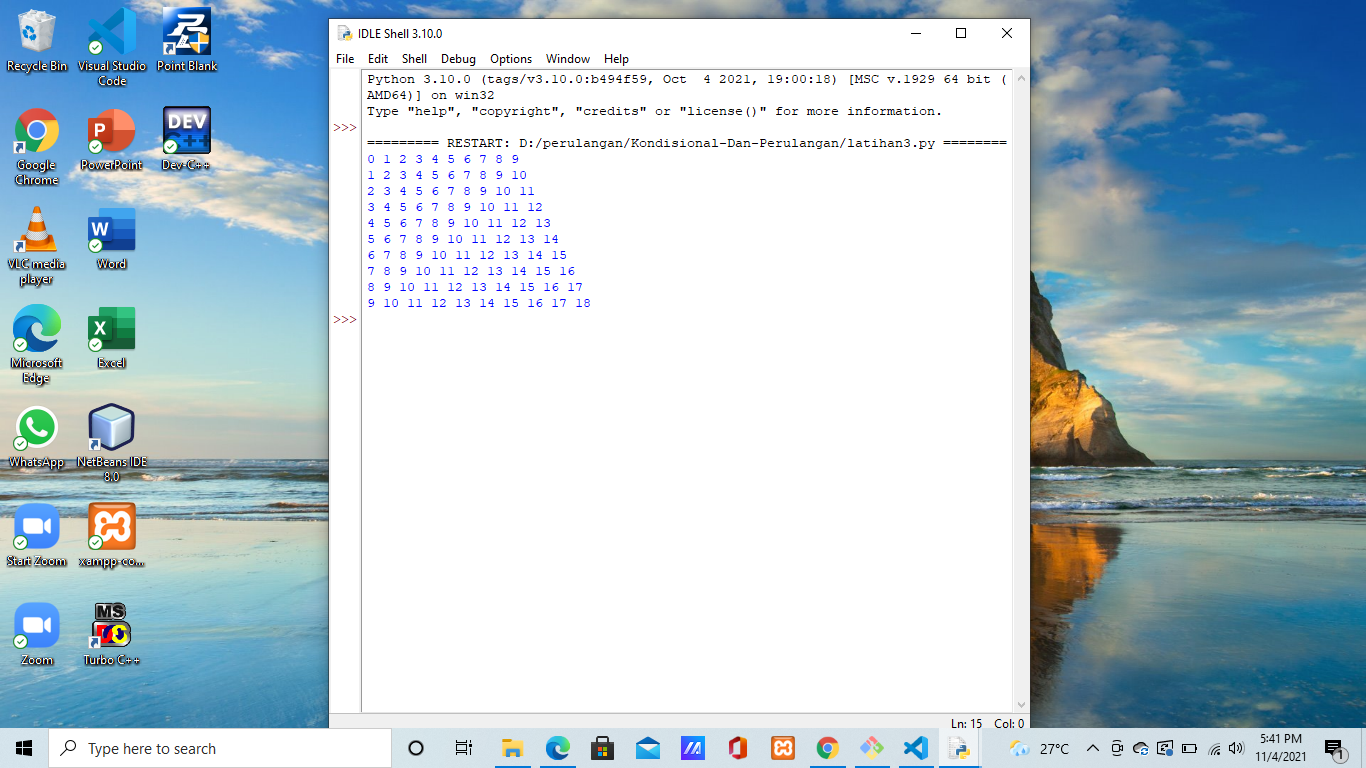 Recycle Bin
Visual Studio
Code
Point Blank
Google
Chrome
PowerPoint
DEV
C++
Dev-C++
VLC media
player
Word
Microsoft
Edge
Excel
WhatsApp
NetBeans IDE
8.0
Start Zoom
xampp-co...
Zoom
MS
Turbo C++
IDLE Shell 3.10.0
File Edit Shell Debug Options Window Help
Python 3.10.0 (tags/v3.10.0:b494f59, Oct  4 2021, 19:00:18) [MSC v.1929 64 bit (
AMD64)] on win32
Type "help", "copyright", "credits" or "license()" for more information.
>>>
========= RESTART: D:/perulangan/Kondisional-Dan-Perulangan/latihan3.py ========
0 1 2 3 4 5 6 7 8 9
1 2 3 4 5 6 7 8 9 10
2 3 4 5 6 7 8 9 10 11
3 4 5 6 7 8 9 10 11 12
4 5 6 7 8 9 10 11 12 13
5 6 7 8 9 10 11 12 13 14
6 7 8 9 10 11 12 13 14 15
7 8 9 10 11 12 13 14 15 16
8 9 10 11 12 13 14 15 16 17
9 10 11 12 13 14 15 16 17 18
>>>
Ln: 15 Col: 0
Type here to search
27°C
5:41 PM
11/4/2021
1